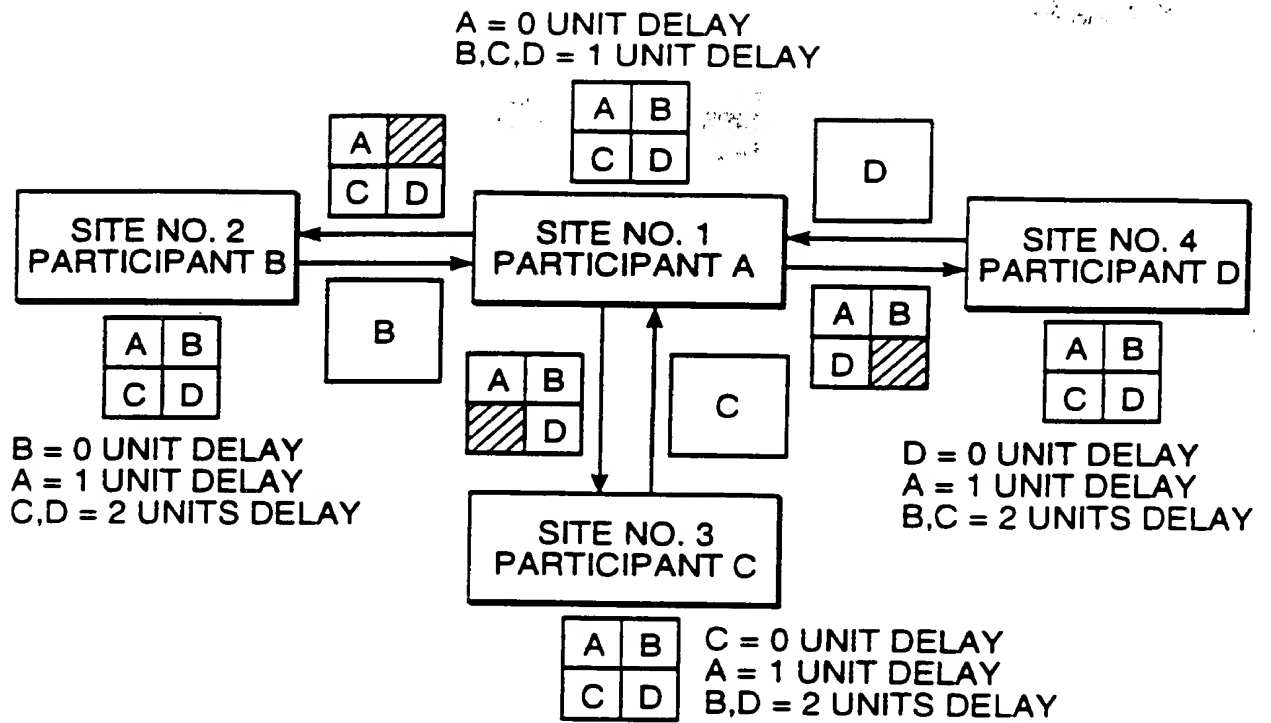 A = 0 UNIT DELAY
B,C,D = 1 UNIT DELAY
A B
C D
A
C D
D
SITE NO. 2
PARTICIPANT B
SITE NO. 1
PARTICIPANT A
SITE NO. 4
PARTICIPANT D
B
A B
D
A B
C D
A B
D
C
A B
C D
B = 0 UNIT DELAY
A = 1 UNIT DELAY
C,D = 2 UNITS DELAY
D = 0 UNIT DELAY
A = 1 UNIT DELAY
B,C = 2 UNITS DELAY
SITE NO. 3
PARTICIPANT C
A B
C D
C = 0 UNIT DELAY
A = 1 UNIT DELAY
B,D = 2 UNITS DELAY